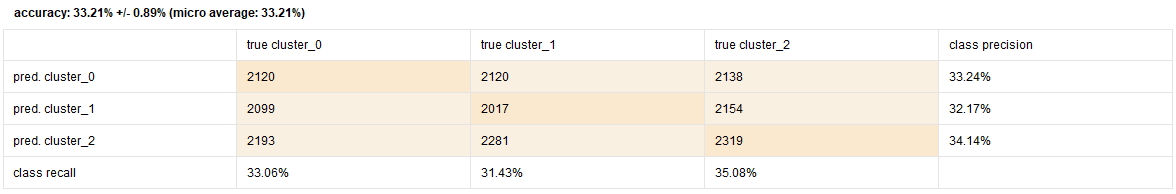 accuracy: 33.21% +/- 0.89% (micro average: 33.21%)
true cluster_0 true cluster_1 true cluster_2 class precision
pred. cluster_0 2120 2120 2138 33.24%
pred. cluster_1 2099 2017 2154 32.17%
pred. cluster_2 2193 2281 2319 34.14%
class recall 33.06% 31.43% 35.08%